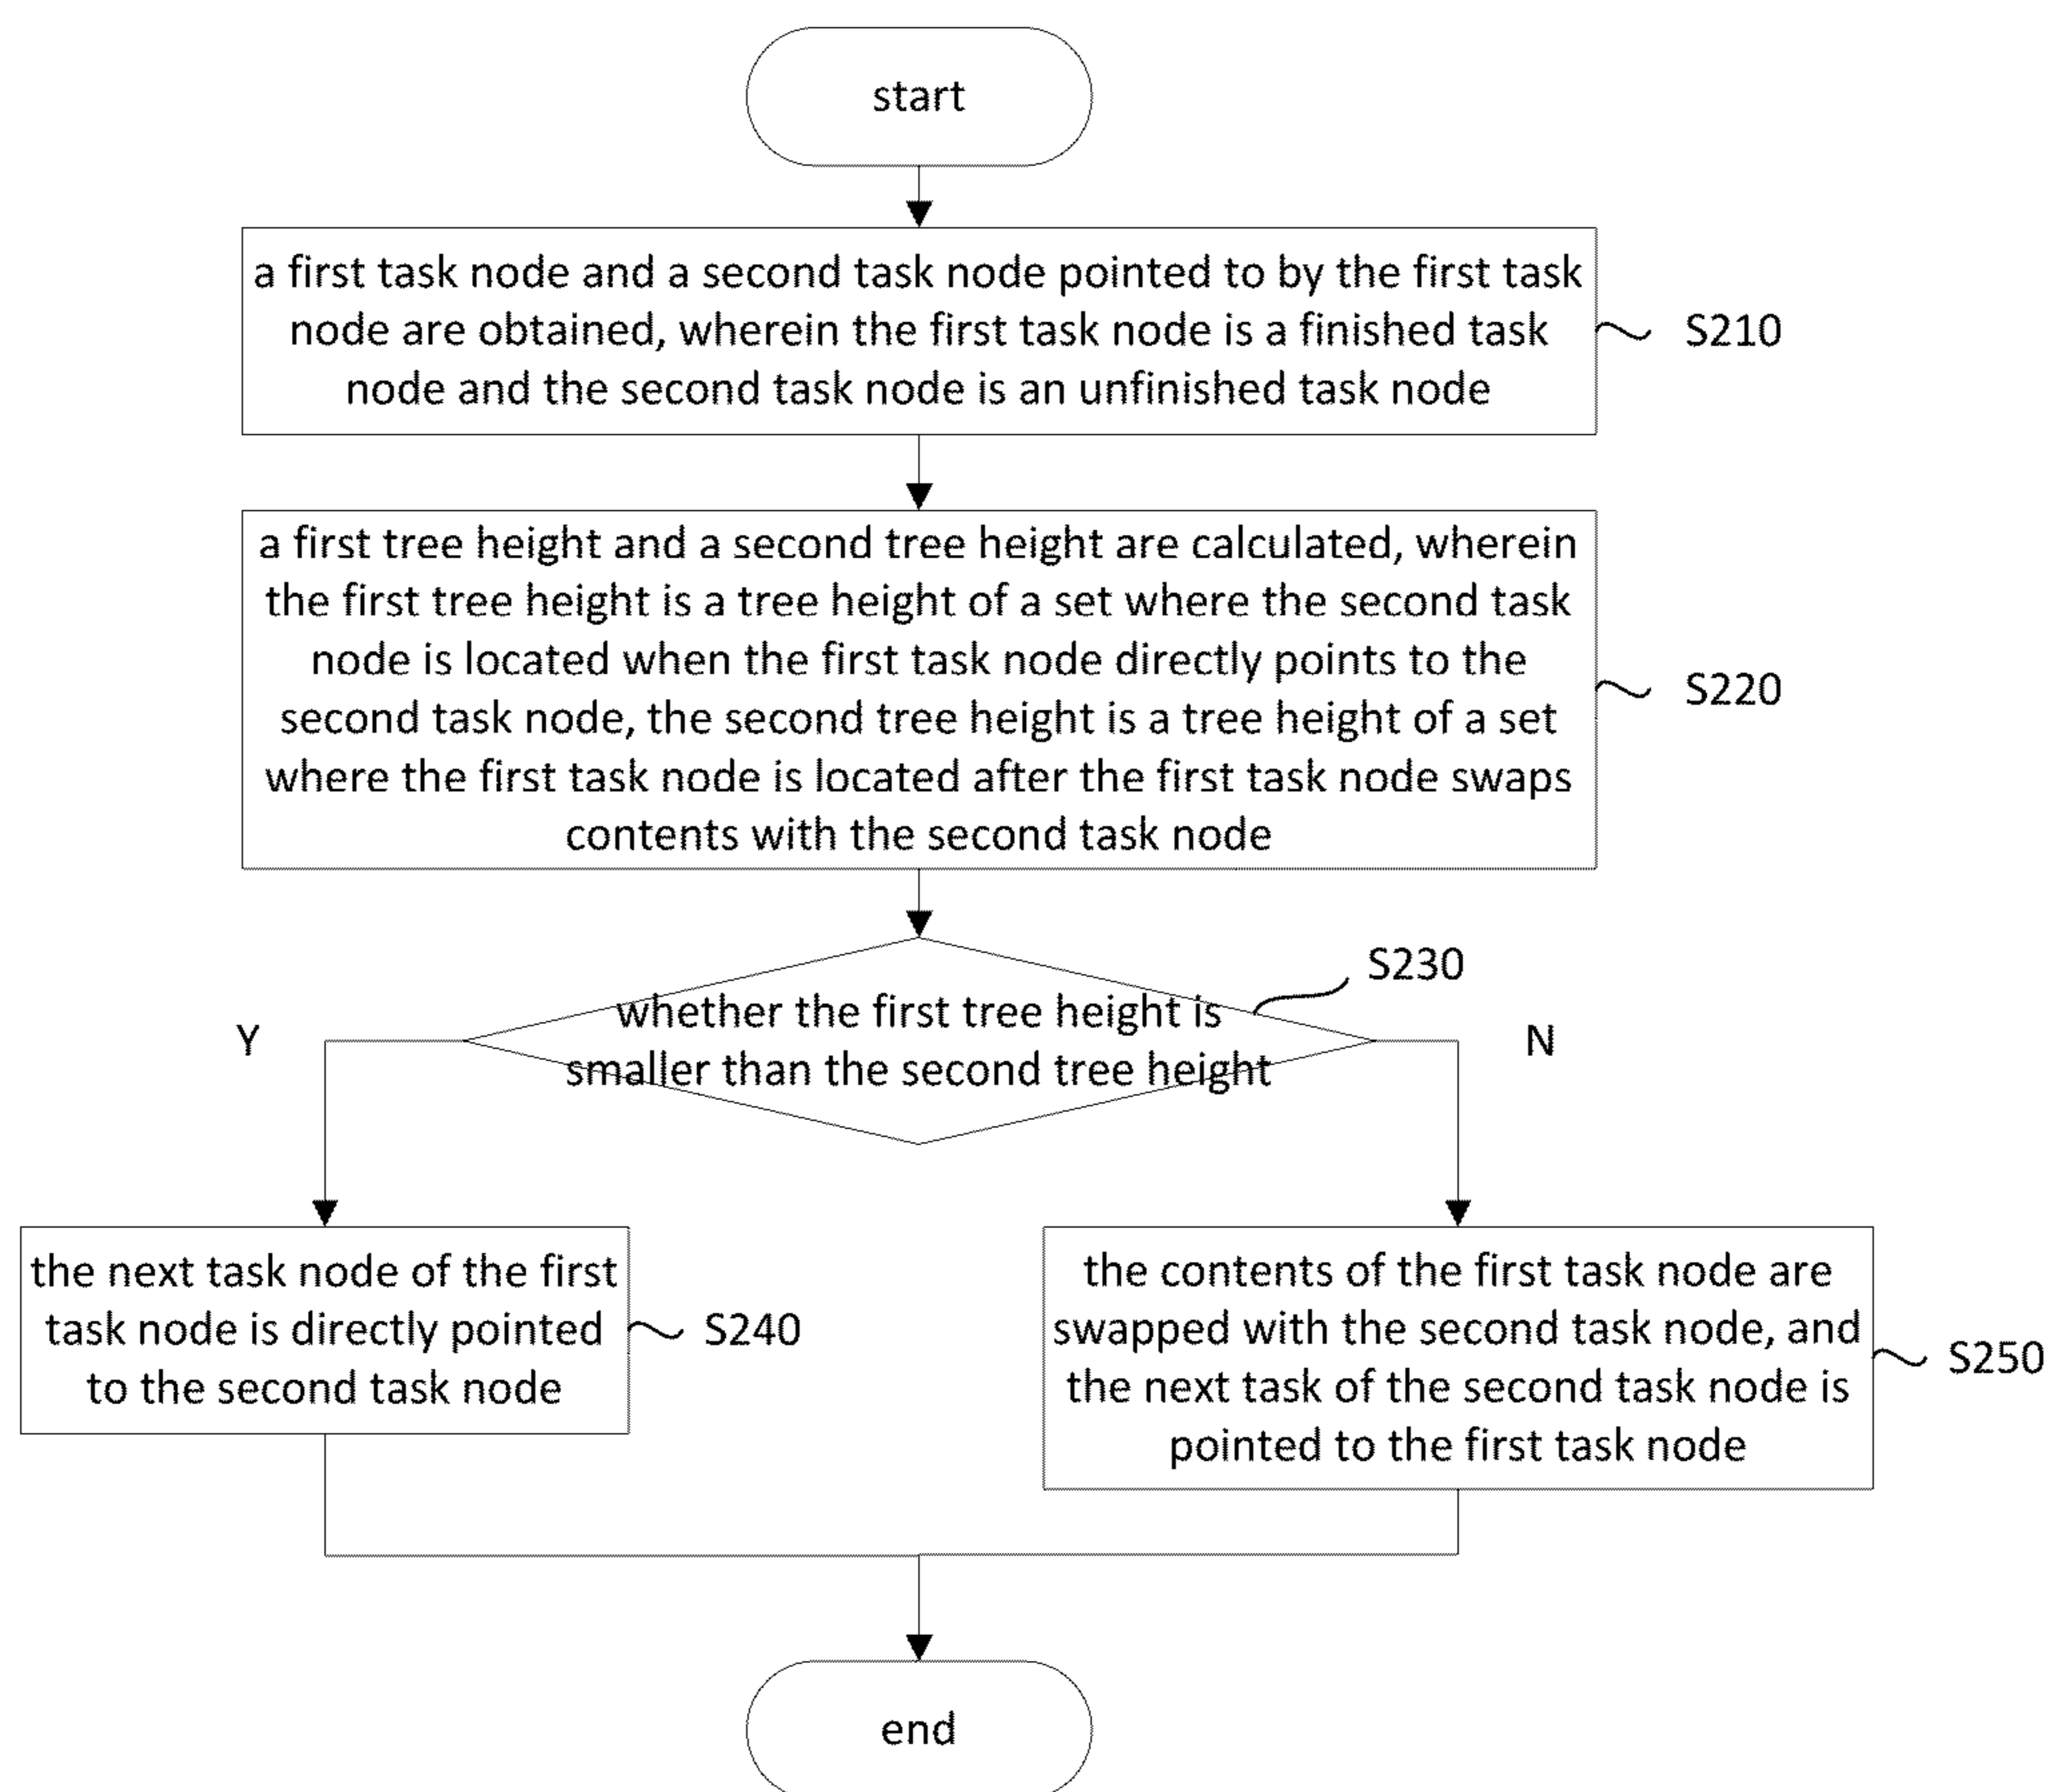 start
a first task node and a second task node pointed to by the first task
node are obtained, wherein the first task node is a finished task
node and the second task node is an unfinished task node
S210
a first tree height and a second tree height are calculated, wherein
the first tree height is a tree height of a set where the second task
node is located when the first task node directly points to the
second task node, the second tree height is a tree height of a set
where the first task node is located after the first task node swaps
contents with the second task node
S220
S230
whether the first tree height is
smaller than the second tree height
Y
N
the next task node of the first
task node is directly pointed
to the second task node
S240
the contents of the first task node are
swapped with the second task node, and
the next task of the second task node is
pointed to the first task node
S250
end